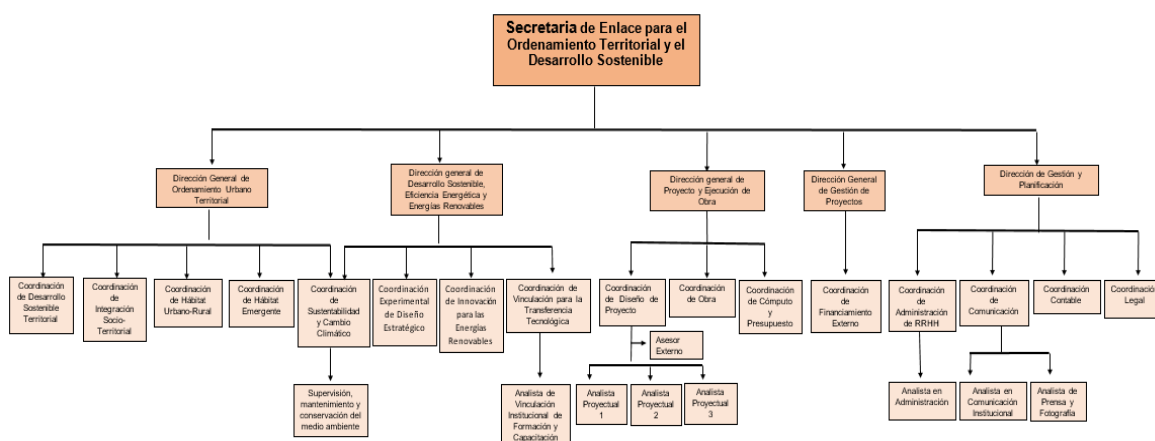 Secretaria de Enlace para el
Ordenamiento Territorial y el
Desarrollo Sostenible
Dirección General de
Ordenamiento Urbano
Territorial
Dirección general de
Desarrollo Sostenible,
Eficiencia Energética y
Energías Renovables
Dirección general de
Proyecto y Ejecución de
Obra
Dirección General
de Gestión de
Proyectos
Dirección de Gestión y
Planificación
Coordinación
de Desarrollo
Sostenible
Territorial
Coordinación
de
Integración
Socio-
Territorial
Coordinación
de Hábitat
Urbano-Rural
Coordinación
de Hábitat
Emergente
Coordinación
de
Sustentabilidad
y Cambio
Climático
Coordinación
Experimental
de Diseño
Estratégico
Coordinación
de Innovación
para las
Energías
Renovables
Coordinación de
Vinculación para la
Transferencia
Tecnológica
Coordinación
de Diseño de
Proyecto
Coordinación
de Obra
Coordinación
de Cómputo
y
Presupuesto
Coordinación
de
Financiamiento
Externo
Coordinación
de
Administración
de RRHH
Coordinación
de
Comunicación
Coordinación
Contable
Coordinación
Legal
Asesor
Externo
Supervisión,
mantenimiento y
conservación del
medio ambiente
Analista de
Vinculación
Institucional de
Formación y
Capacitación
Analista
Proyectual
1
Analista
Proyectual
2
Analista
Proyectual
3
Analista en
Administración
Analista en
Comunicación
Institucional
Analista de
Prensa y
Fotografía